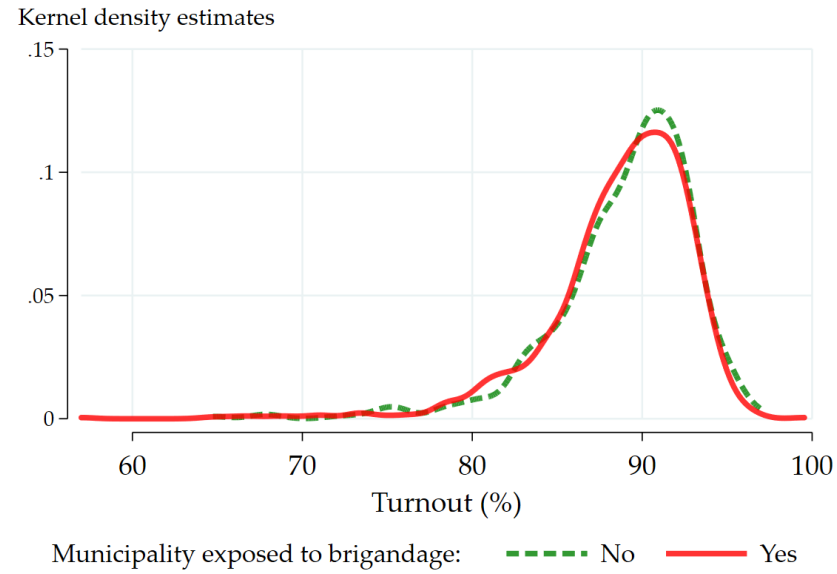 Kernel density estimates
.15
.1
.05
0
60 70 80 90 100
Turnout (%)
Municipality exposed to brigandage: No Yes